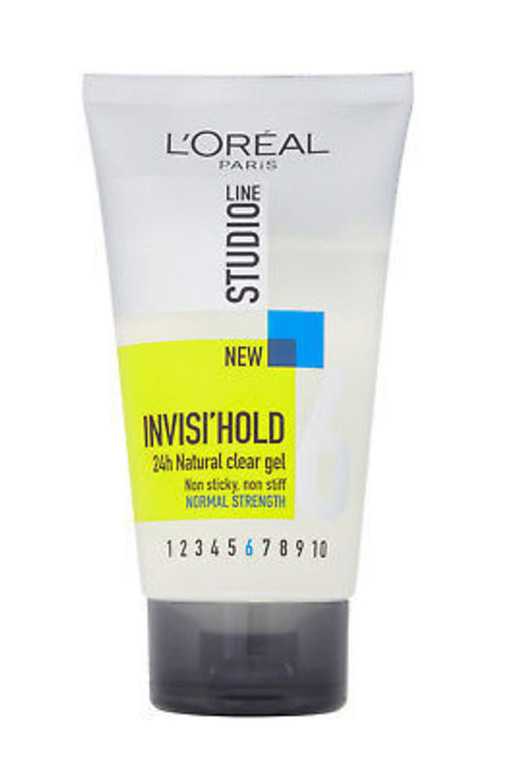 L'ORÉAL
PARIS
STUDIO LINE
NEW
6
INVISI'HOLD
24h Natural clear gel
Non sticky, non stiff
NORMAL STRENGTH
1 2 3 4 5 6 7 8 9 10